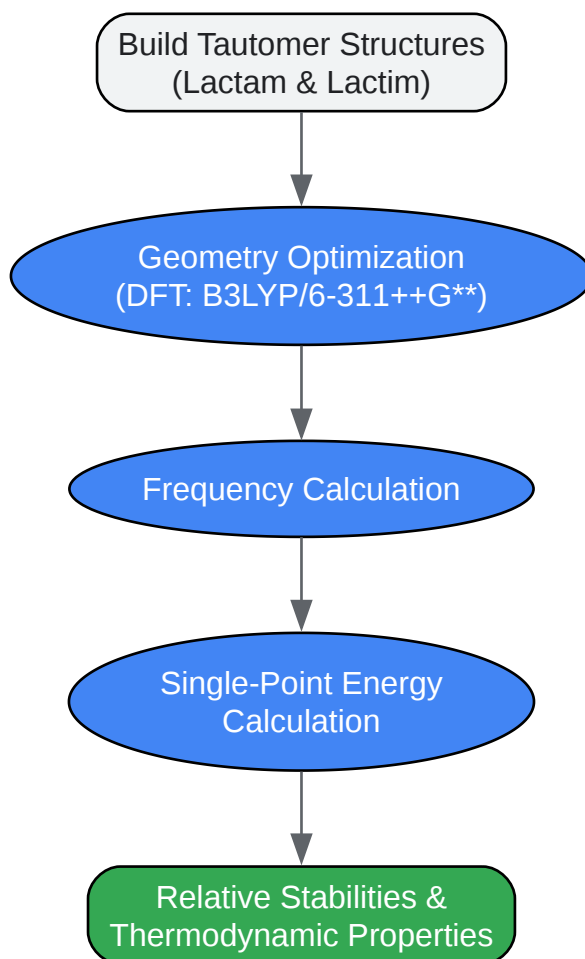 Build Tautomer Structures
(Lactam & Lactim)
Geometry Optimization
(DFT: B3LYP/6-311++G**)
Frequency Calculation
Single-Point Energy
Calculation
Relative Stabilities &
Thermodynamic Properties